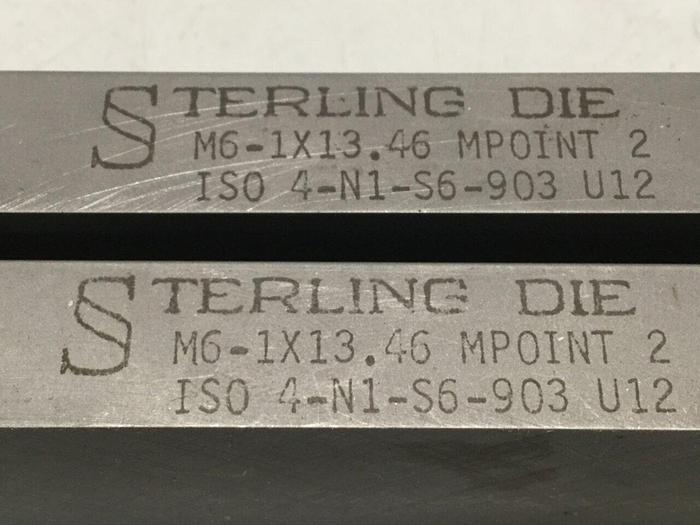 STERLING DIE
M6-1X13.46 MPOINT 2
ISO 4-N1-S6-903 U12
STERLING DIE
M6-1X13.46 MPOINT 2
ISO 4-N1-S6-903 U12